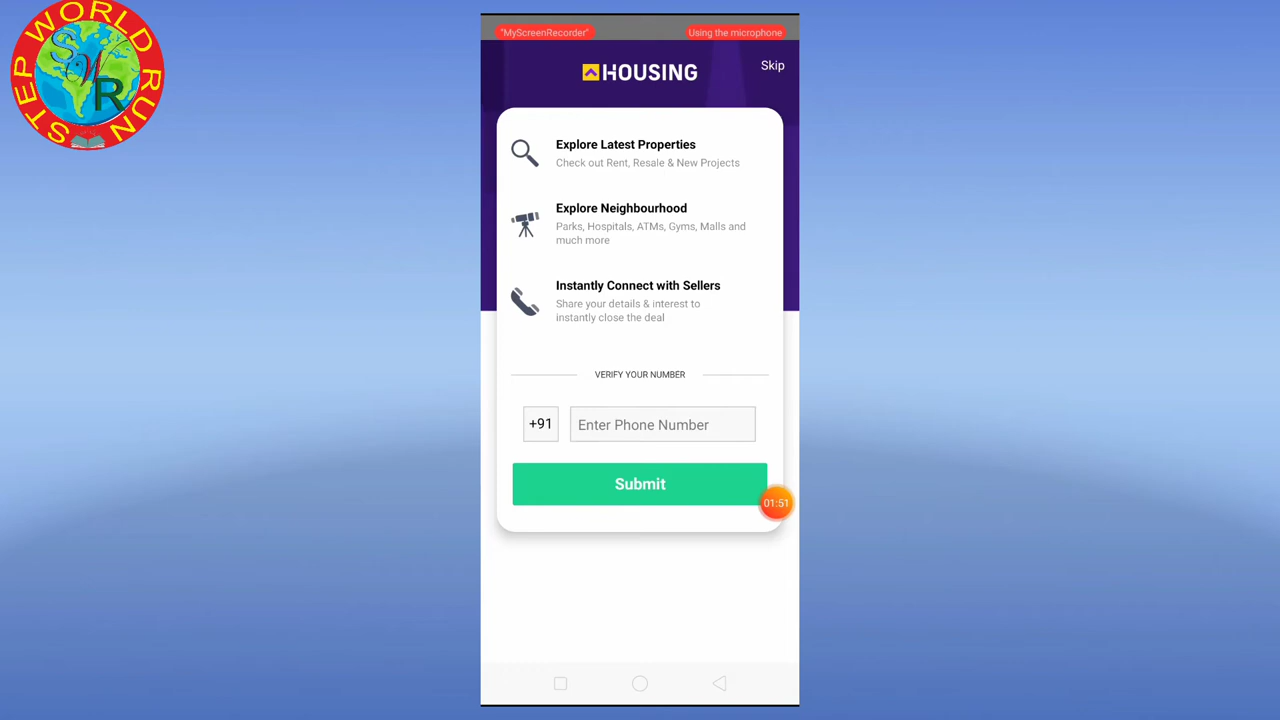 STEP WORLD RUN
SWR
"MyScreenRecorder"
Using the microphone
HOUSING
Skip
Explore Latest Properties
Check out Rent, Resale & New Projects
Explore Neighbourhood
Parks, Hospitals, ATMs, Gyms, Malls and
much more
Instantly Connect with Sellers
Share your details & interest to
instantly close the deal
VERIFY YOUR NUMBER
+91
Enter Phone Number
Submit
01:51